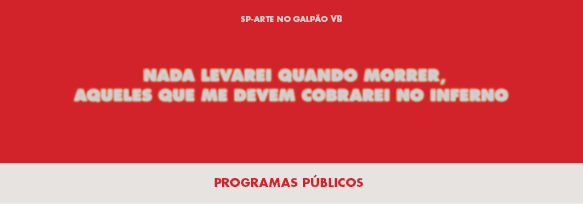 SP-ARTE NO GALPÃO VB
NADA LEVAREI QUANDO MORRER,
AQUELES QUE ME DEVEM COBRAREI NO INFERNO
PROGRAMAS PÚBLICOS